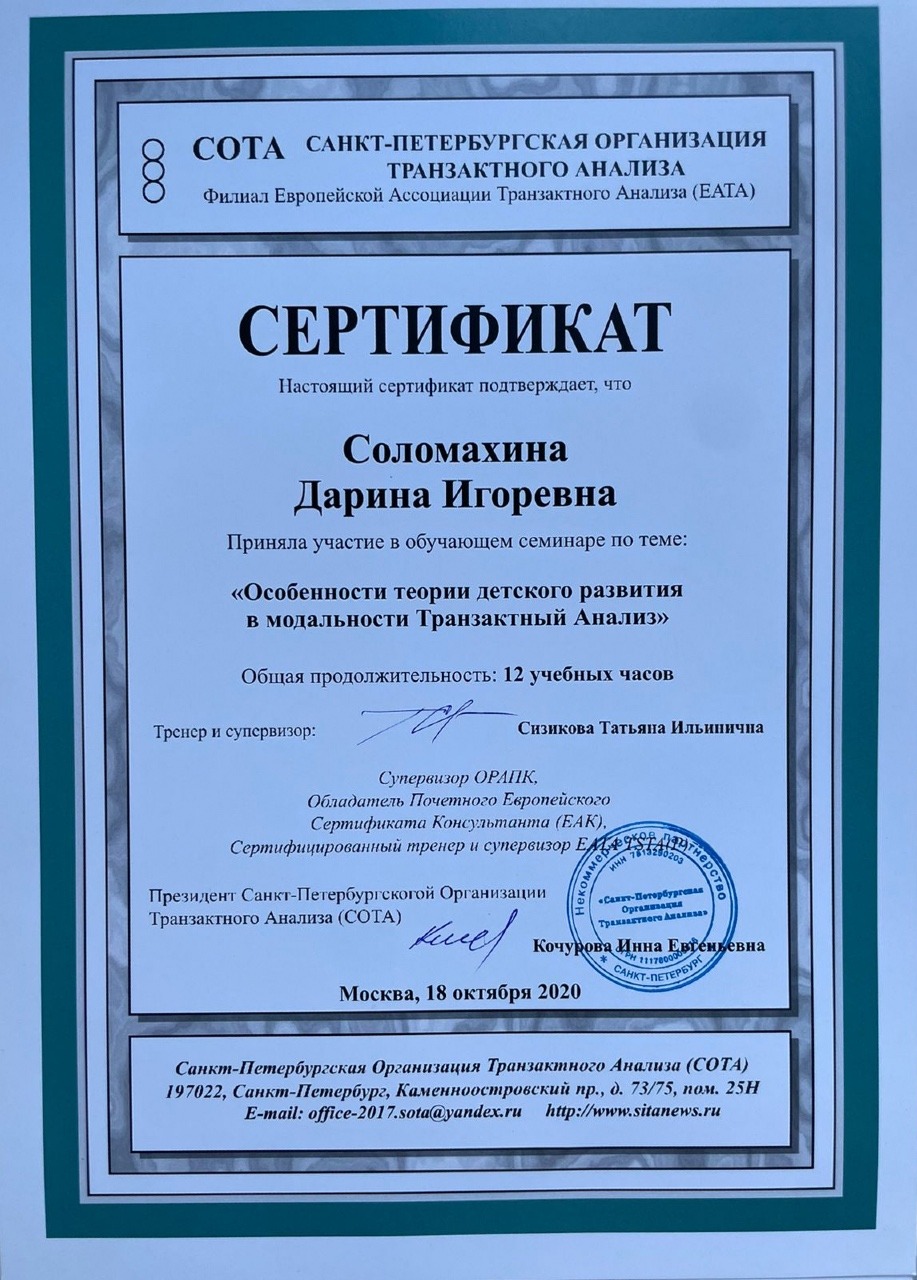 СОТА САНКТ-ПЕТЕРБУРГСКАЯ ОРГАНИЗАЦИЯ
ТРАНЗАКТНОГО АНАЛИЗА
Филиал Европейской Ассоциации Транзактного Анализа (ЕАТА)
СЕРТИФИКАТ
Настоящий сертификат подтверждает, что
Соломахина
Дарина Игоревна
Приняла участие в обучающем семинаре по теме:
«Особенности теории детского развития
в модальности Транзактный Анализ»
Общая продолжительность: 12 учебных часов
Тренер и супервизор: Сизикова Татьяна Ильинична
Супервизор ОРАПК,
Обладатель Почетного Европейского
Сертификата Консультанта (ЕАК),
Сертифицированный тренер и супервизор ЕАТА
Президент Санкт-Петербургскогой Организации
Транзактного Анализа (СОТА)
Кочурова Инна Евгеньевна
Некоммерческое партнерство
«Санкт-Петербургская
Организация
Транзактного Анализа»
* САНКТ-ПЕТЕРБУРГ
Москва, 18 октября 2020
Санкт-Петербургская Организация Транзактного Анализа (СОТА)
197022, Санкт-Петербург, Каменноостровский пр., д. 73/75, пом. 25Н
E-mail: office-2017.sota@yandex.ru http://www.sitanews.ru